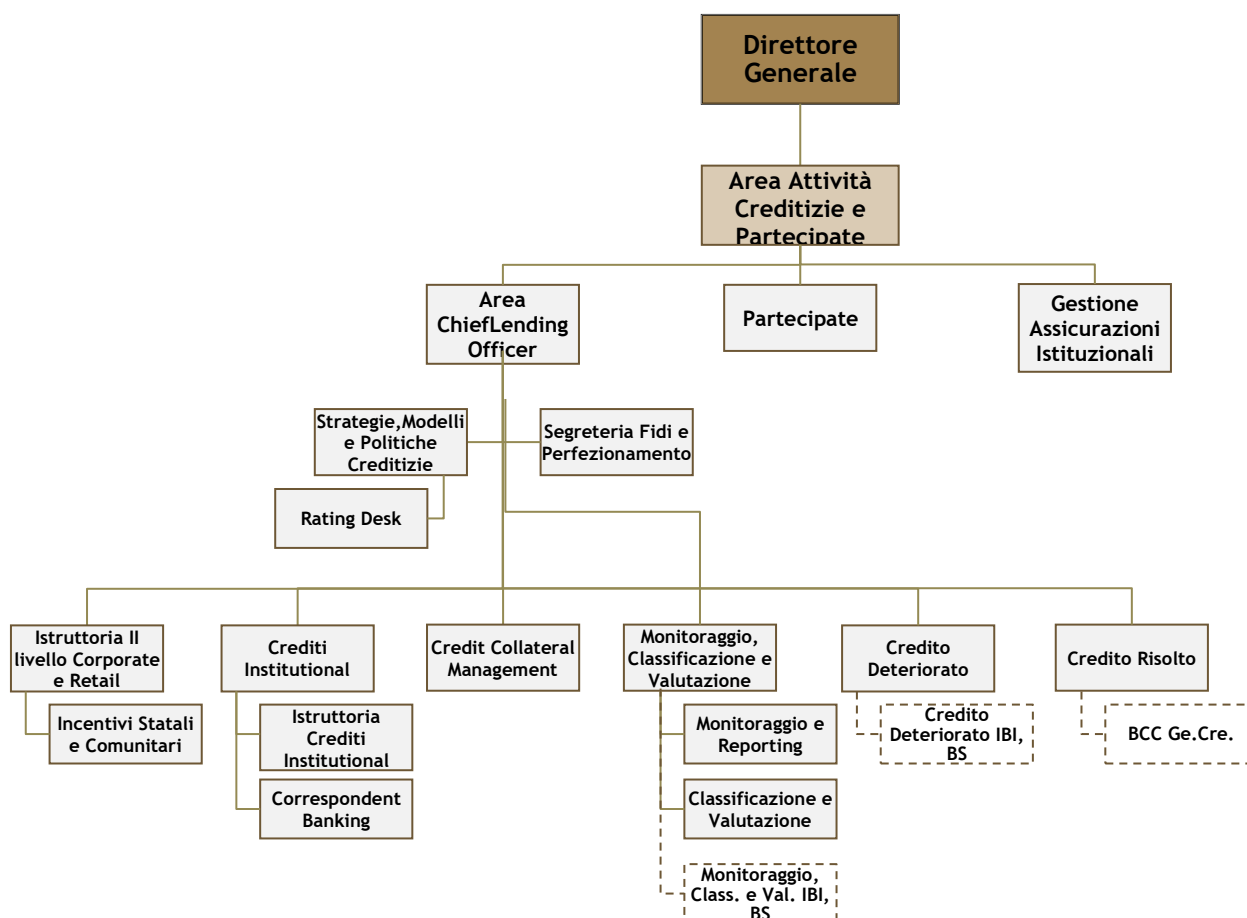 Direttore
Generale
Area Attività
Creditizie e
Partecipate
Area
ChiefLending
Officer
Partecipate
Gestione
Assicurazioni
Istituzionali
Strategie,Modelli
e Politiche
Creditizie
Segreteria Fidi e
Perfezionamento
Rating Desk
Istruttoria II
livello Corporate
e Retail
Crediti
Institutional
Credit Collateral
Management
Monitoraggio,
Classificazione e
Valutazione
Credito
Deteriorato
Credito Risolto
Incentivi Statali
e Comunitari
Istruttoria
Crediti
Institutional
Monitoraggio e
Reporting
Credito
Deteriorato IBI,
BS
BCC Ge.Cre.
Correspondent
Banking
Classificazione e
Valutazione
Monitoraggio,
Class. e Val. IBI,
BS